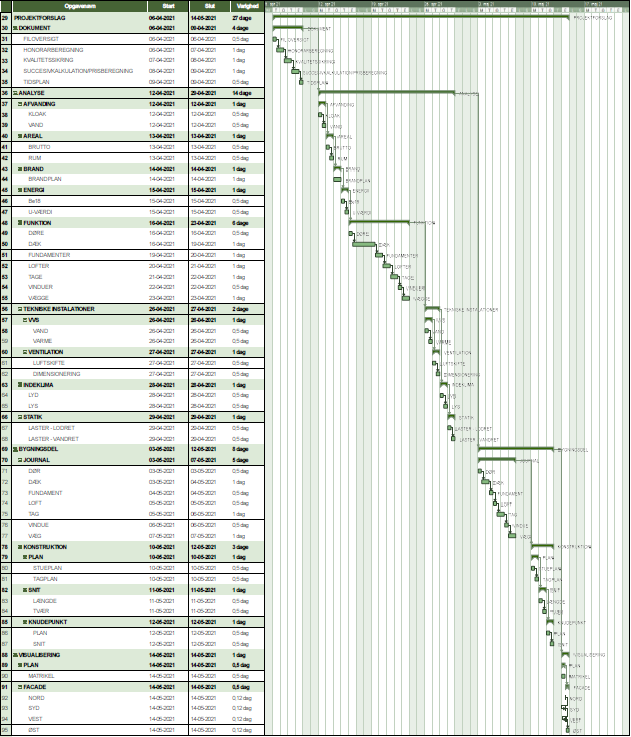 Opgavenavn Start Slut Varighed
29 PROJEKTFORSLAG 06-04-2021 14-05-2021 27 dage
30 DOKUMENT 06-04-2021 09-04-2021 4 dage
31 FILOVERSIGT 06-04-2021 06-04-2021 0.5 dag
32 HONORARBEREGNING 06-04-2021 07-04-2021 1 dag
33 KVALITETSSIKRING 07-04-2021 08-04-2021 1 dag
34 SUCCESIVKALKULATION/PRISBEREGNING 08-04-2021 09-04-2021 1 dag
35 TIDSPLAN 09-04-2021 09-04-2021 0.5 dag
36 ANALYSE 12-04-2021 29-04-2021 14 dage
37 AFVANDING 12-04-2021 12-04-2021 1 dag
38 KLOAK 12-04-2021 12-04-2021 0.5 dag
39 VAND 12-04-2021 12-04-2021 0.5 dag
40 AREAL 13-04-2021 13-04-2021 1 dag
41 BRUTTO 13-04-2021 13-04-2021 0.5 dag
42 RUM 13-04-2021 13-04-2021 0.5 dag
43 BRAND 14-04-2021 14-04-2021 1 dag
44 BRANDPLAN 14-04-2021 14-04-2021 1 dag
45 ENERGI 15-04-2021 15-04-2021 1 dag
46 Be18 15-04-2021 15-04-2021 0.5 dag
47 U-VÆRDI 15-04-2021 15-04-2021 0.5 dag
48 FUNKTION 16-04-2021 23-04-2021 6 dage
49 DØRE 16-04-2021 16-04-2021 0.5 dag
50 DÆK 16-04-2021 19-04-2021 1 dag
51 FUNDAMENTER 19-04-2021 20-04-2021 1 dag
52 LOFTER 20-04-2021 21-04-2021 1 dag
53 TAGE 21-04-2021 22-04-2021 1 dag
54 VINDUER 22-04-2021 22-04-2021 0.5 dag
55 VÆGGE 23-04-2021 23-04-2021 1 dag
56 TEKNISKE INSTALATIONER 26-04-2021 27-04-2021 2 dage
57 VVS 26-04-2021 26-04-2021 1 dag
58 VAND 26-04-2021 26-04-2021 0.5 dag
59 VARME 26-04-2021 26-04-2021 0.5 dag
60 VENTILATION 27-04-2021 27-04-2021 1 dag
61 LUFTSKIFTE 27-04-2021 27-04-2021 0.5 dag
62 DIMENSIONERING 27-04-2021 27-04-2021 0.5 dag
63 INDEKLIMA 28-04-2021 28-04-2021 1 dag
64 LYD 28-04-2021 28-04-2021 0.5 dag
65 LYS 28-04-2021 28-04-2021 0.5 dag
66 STATIK 29-04-2021 29-04-2021 1 dag
67 LASTER - LODRET 29-04-2021 29-04-2021 0.5 dag
68 LASTER - VANDRET 29-04-2021 29-04-2021 0.5 dag
69 BYGNINGSDEL 03-05-2021 12-05-2021 8 dage
70 JOURNAL 03-05-2021 07-05-2021 5 dage
71 DØR 03-05-2021 03-05-2021 0.5 dag
72 DÆK 03-05-2021 04-05-2021 1 dag
73 FUNDAMENT 04-05-2021 04-05-2021 0.5 dag
74 LOFT 05-05-2021 05-05-2021 0.5 dag
75 TAG 05-05-2021 06-05-2021 1 dag
76 VINDUE 06-05-2021 06-05-2021 0.5 dag
77 VÆG 07-05-2021 07-05-2021 1 dag
78 KONSTRUKTION 10-05-2021 12-05-2021 3 dage
79 PLAN 10-05-2021 10-05-2021 1 dag
80 STUEPLAN 10-05-2021 10-05-2021 0.5 dag
81 TAGPLAN 10-05-2021 10-05-2021 0.5 dag
82 SNIT 11-05-2021 11-05-2021 1 dag
83 LÆNGDE 11-05-2021 11-05-2021 0.5 dag
84 TVÆR 11-05-2021 11-05-2021 0.5 dag
85 KNUDEPUNKT 12-05-2021 12-05-2021 1 dag
86 PLAN 12-05-2021 12-05-2021 0.5 dag
87 SNIT 12-05-2021 12-05-2021 0.5 dag
88 VISUALISERING 14-05-2021 14-05-2021 1 dag
89 PLAN 14-05-2021 14-05-2021 0,5 dag
90 MATRIKEL 14-05-2021 14-05-2021 0.5 dag
91 FACADE 14-05-2021 14-05-2021 0,5 dag
92 NORD 14-05-2021 14-05-2021 0.12 dag
93 SYD 14-05-2021 14-05-2021 0.12 dag
94 VEST 14-05-2021 14-05-2021 0.12 dag
95 ØST 14-05-2021 14-05-2021 0.12 dag